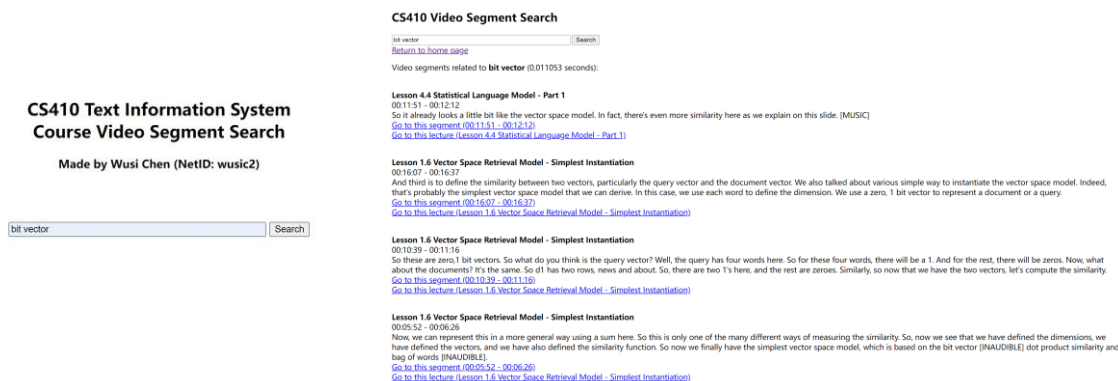 CS410 Text Information System
Course Video Segment Search
Made by Wusi Chen (NetID: wusic2)
bit vector
Search
CS410 Video Segment Search
bit vector
Search
Return to home page
Video segments related to bit vector (0.011053 seconds):
Lesson 4.4 Statistical Language Model - Part 1
00:11:51 - 00:12:12
So it already looks a little bit like the vector space model. In fact, there's even more similarity here as we explain on this slide. [MUSIC]
Go to this segment (00:11:51 - 00:12:12)
Go to this lecture (Lesson 4.4 Statistical Language Model - Part 1)
Lesson 1.6 Vector Space Retrieval Model - Simplest Instantiation
00:16:07 - 00:16:37
And third is to define the similarity between two vectors, particularly the query vector and the document vector. We also talked about various simple way to instantiate the vector space model. Indeed,
that's probably the simplest vector space model that we can derive. In this case, we use each word to define the dimension. We use a zero, 1 bit vector to represent a document or a query.
Go to this segment (00:16:07 - 00:16:37)
Go to this lecture (Lesson 1.6 Vector Space Retrieval Model - Simplest Instantiation)
Lesson 1.6 Vector Space Retrieval Model - Simplest Instantiation
00:10:39 - 00:11:16
So these are zero,1 bit vectors. So what do you think is the query vector? Well, the query has four words here. So for these four words, there will be a 1. And for the rest, there will be zeros. Now, what
about the documents? It's the same. So d1 has two rows, news and about. So, there are two 1's here, and the rest are zeroes. Similarly, so now that we have the two vectors, let's compute the similarity.
Go to this segment (00:10:39 - 00:11:16)
Go to this lecture (Lesson 1.6 Vector Space Retrieval Model - Simplest Instantiation)
Lesson 1.6 Vector Space Retrieval Model - Simplest Instantiation
00:05:52 - 00:06:26
Now, we can represent this in a more general way using a sum here. So this is only one of the many different ways of measuring the similarity. So, now we see that we have defined the dimensions, we
have defined the vectors, and we have also defined the similarity function. So now we finally have the simplest vector space model, which is based on the bit vector [INAUDIBLE] dot product similarity and
bag of words [INAUDIBLE].
Go to this segment (00:05:52 - 00:06:26)
Go to this lecture (Lesson 1.6 Vector Space Retrieval Model - Simplest Instantiation)